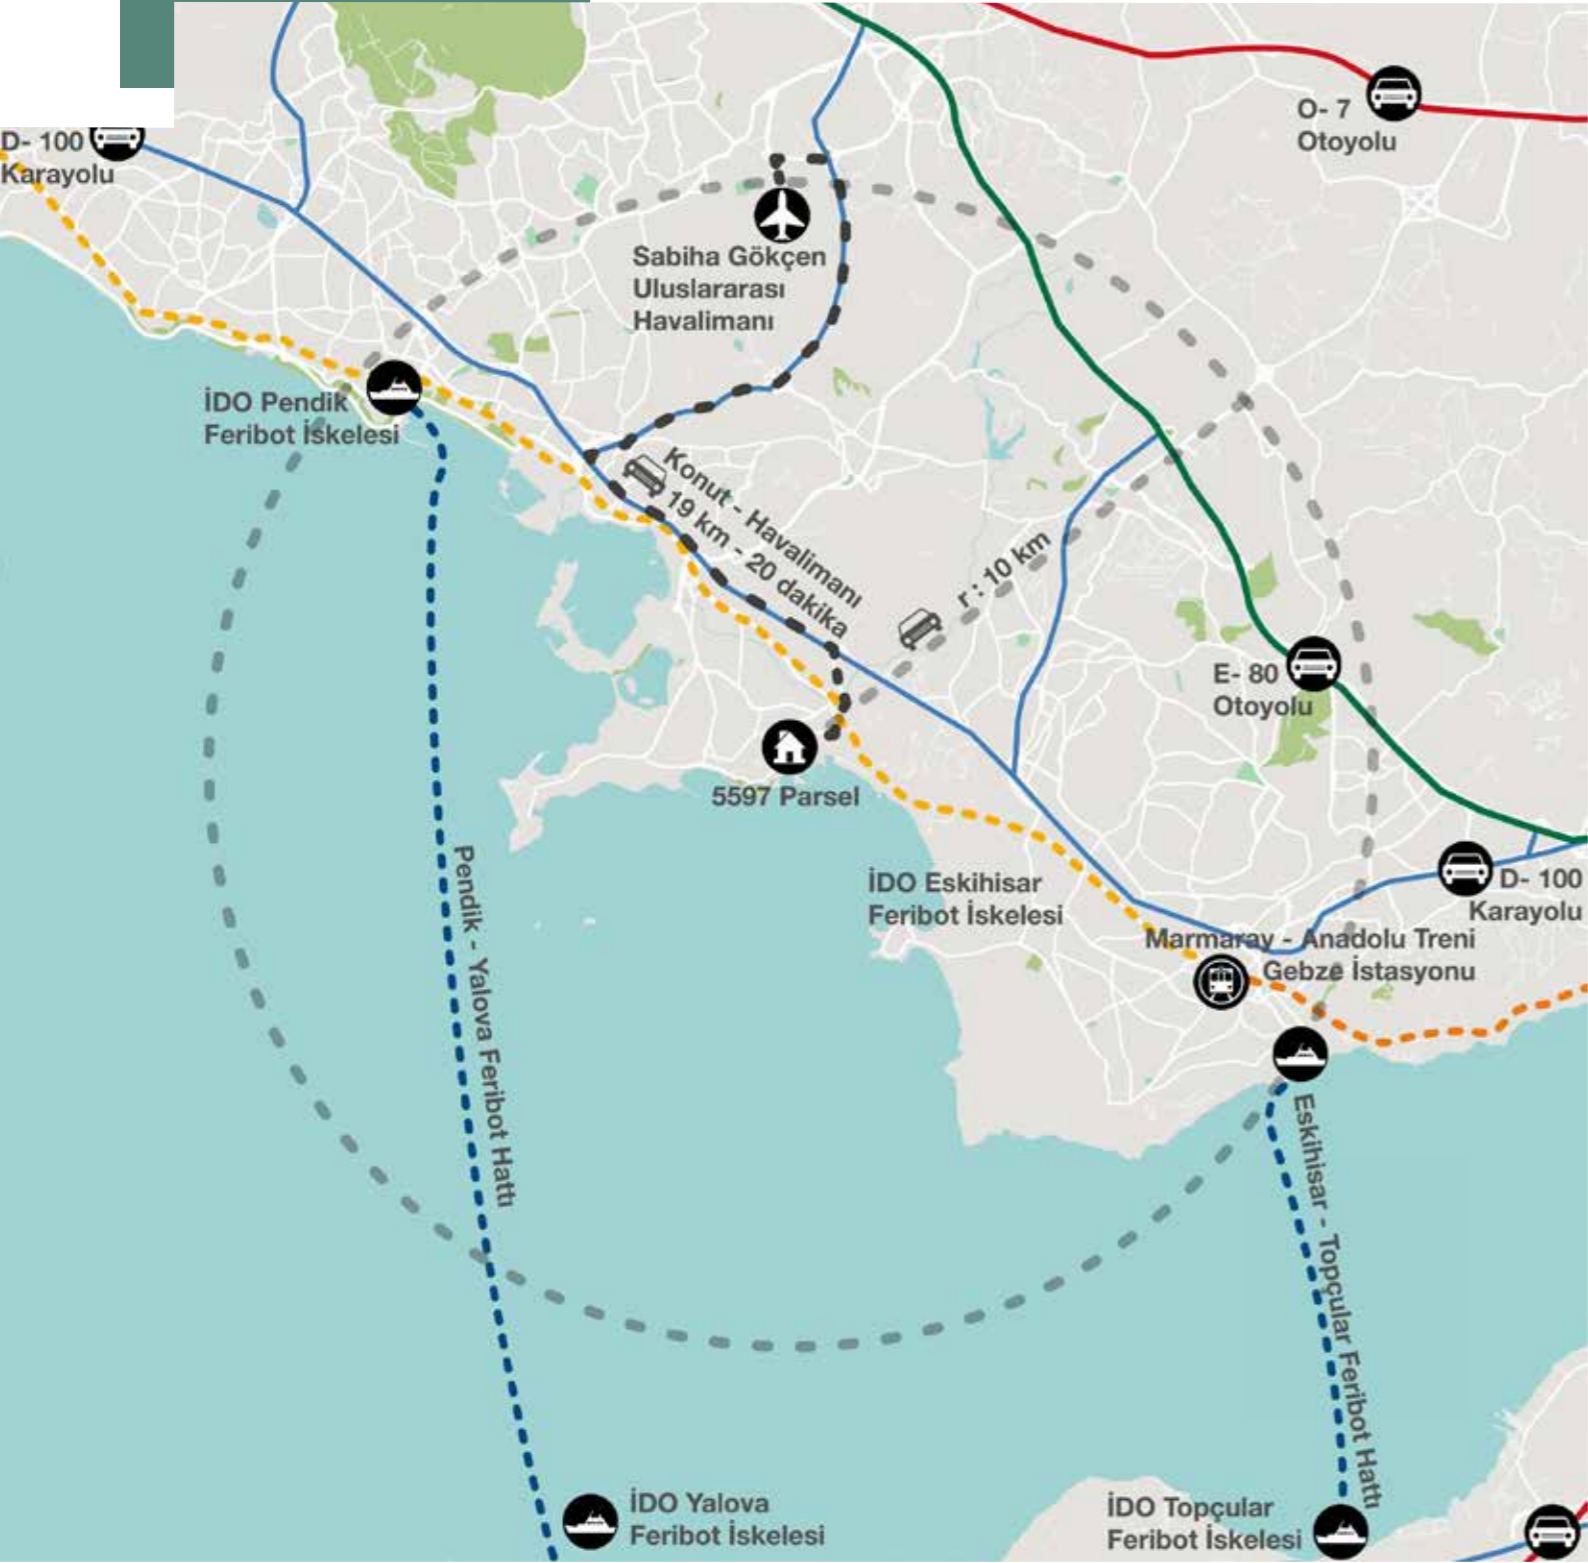 O- 7
Otoyolu
D- 100
Karayolu
Sabiha Gökçen
Uluslararası
Havalimanı
İDO Pendik
Feribot İskelesi
Konut - Havalimanı
19 km - 20 dakika
r : 10 km
E- 80
Otoyolu
5597 Parsel
İDO Eskihisar
Feribot İskelesi
D- 100
Karayolu
Marmaray - Anadolu Treni
Gebze İstasyonu
Pendik - Yalova Feribot Hattı
Eskihisar - Topçular Feribot Hattı
İDO Yalova
Feribot İskelesi
İDO Topçular
Feribot İskelesi